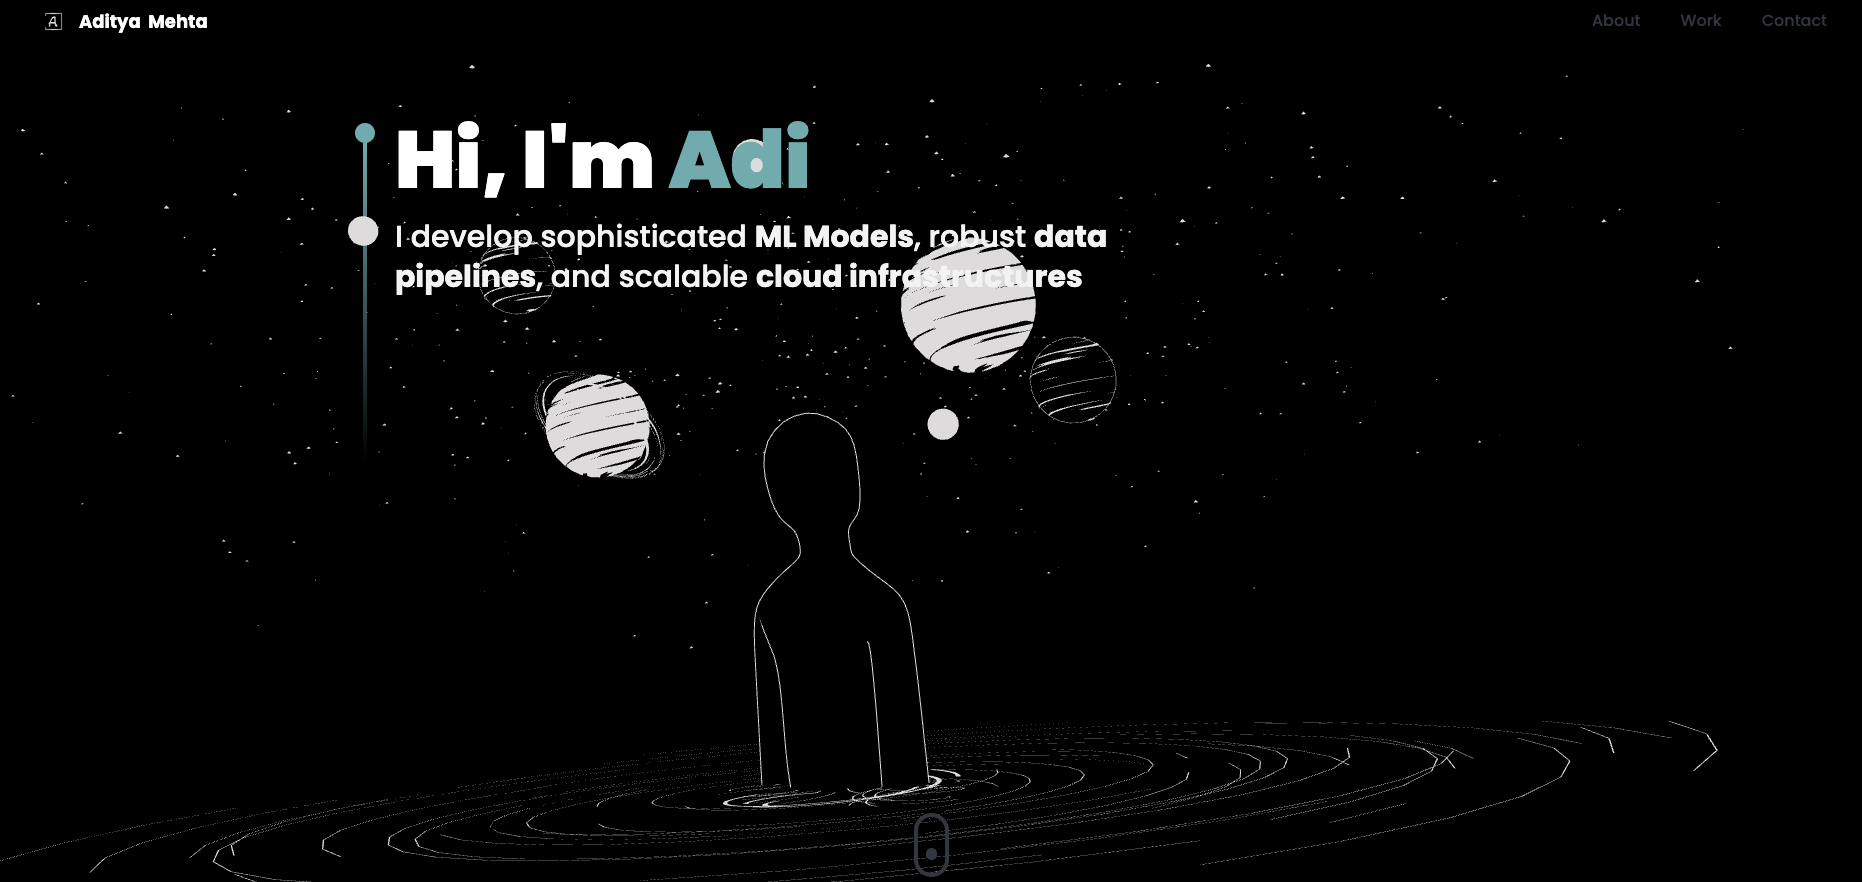 A Aditya Mehta
About Work Contact
Hi, I'm Adi
I develop sophisticated ML Models, robust data
pipelines, and scalable cloud infrastructures